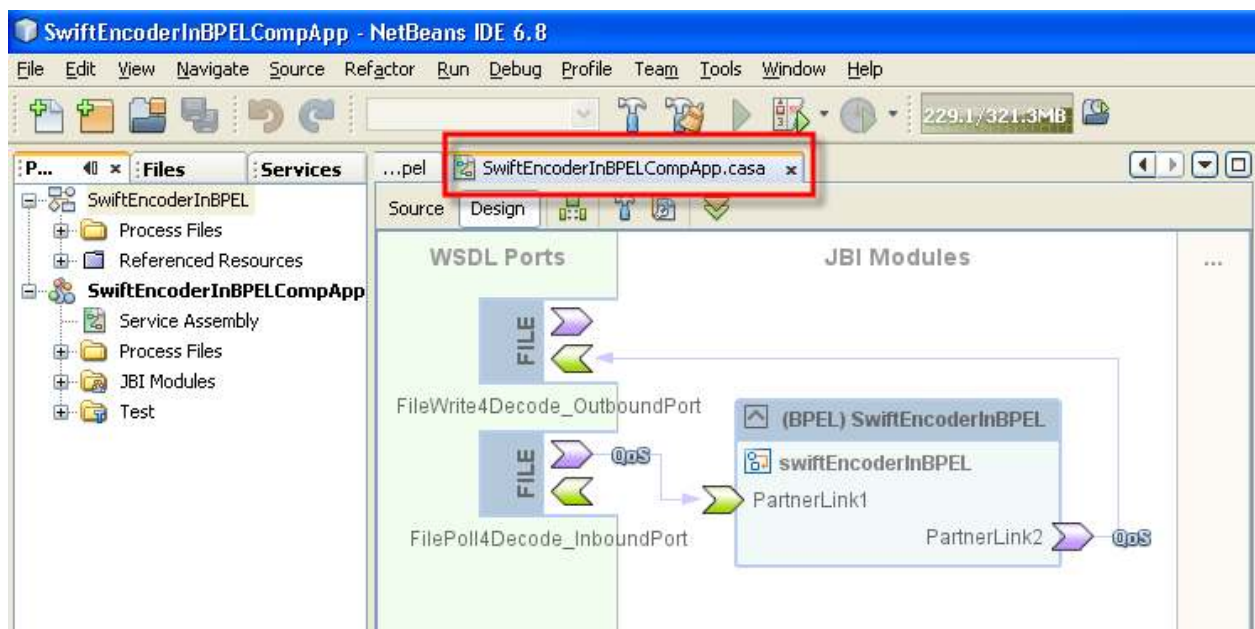 SwiftEncoderInBPELCompApp - NetBeans IDE 6.8
File Edit View Navigate Source Refactor Run Debug Profile Team Tools Window Help
229.1/321.3MB
P... Files Services
...pel SwiftEncoderInBPELCompApp.casa
Source Design
SwiftEncoderInBPEL
Process Files
Referenced Resources
SwiftEncoderInBPELCompApp
Service Assembly
Process Files
JBI Modules
Test
WSDL Ports
JBI Modules
...
FILE
FileWrite4Decode_OutboundPort
FILE
QoS
FilePoll4Decode_InboundPort
(BPEL) SwiftEncoderInBPEL
swiftEncoderInBPEL
PartnerLink1
PartnerLink2
QoS